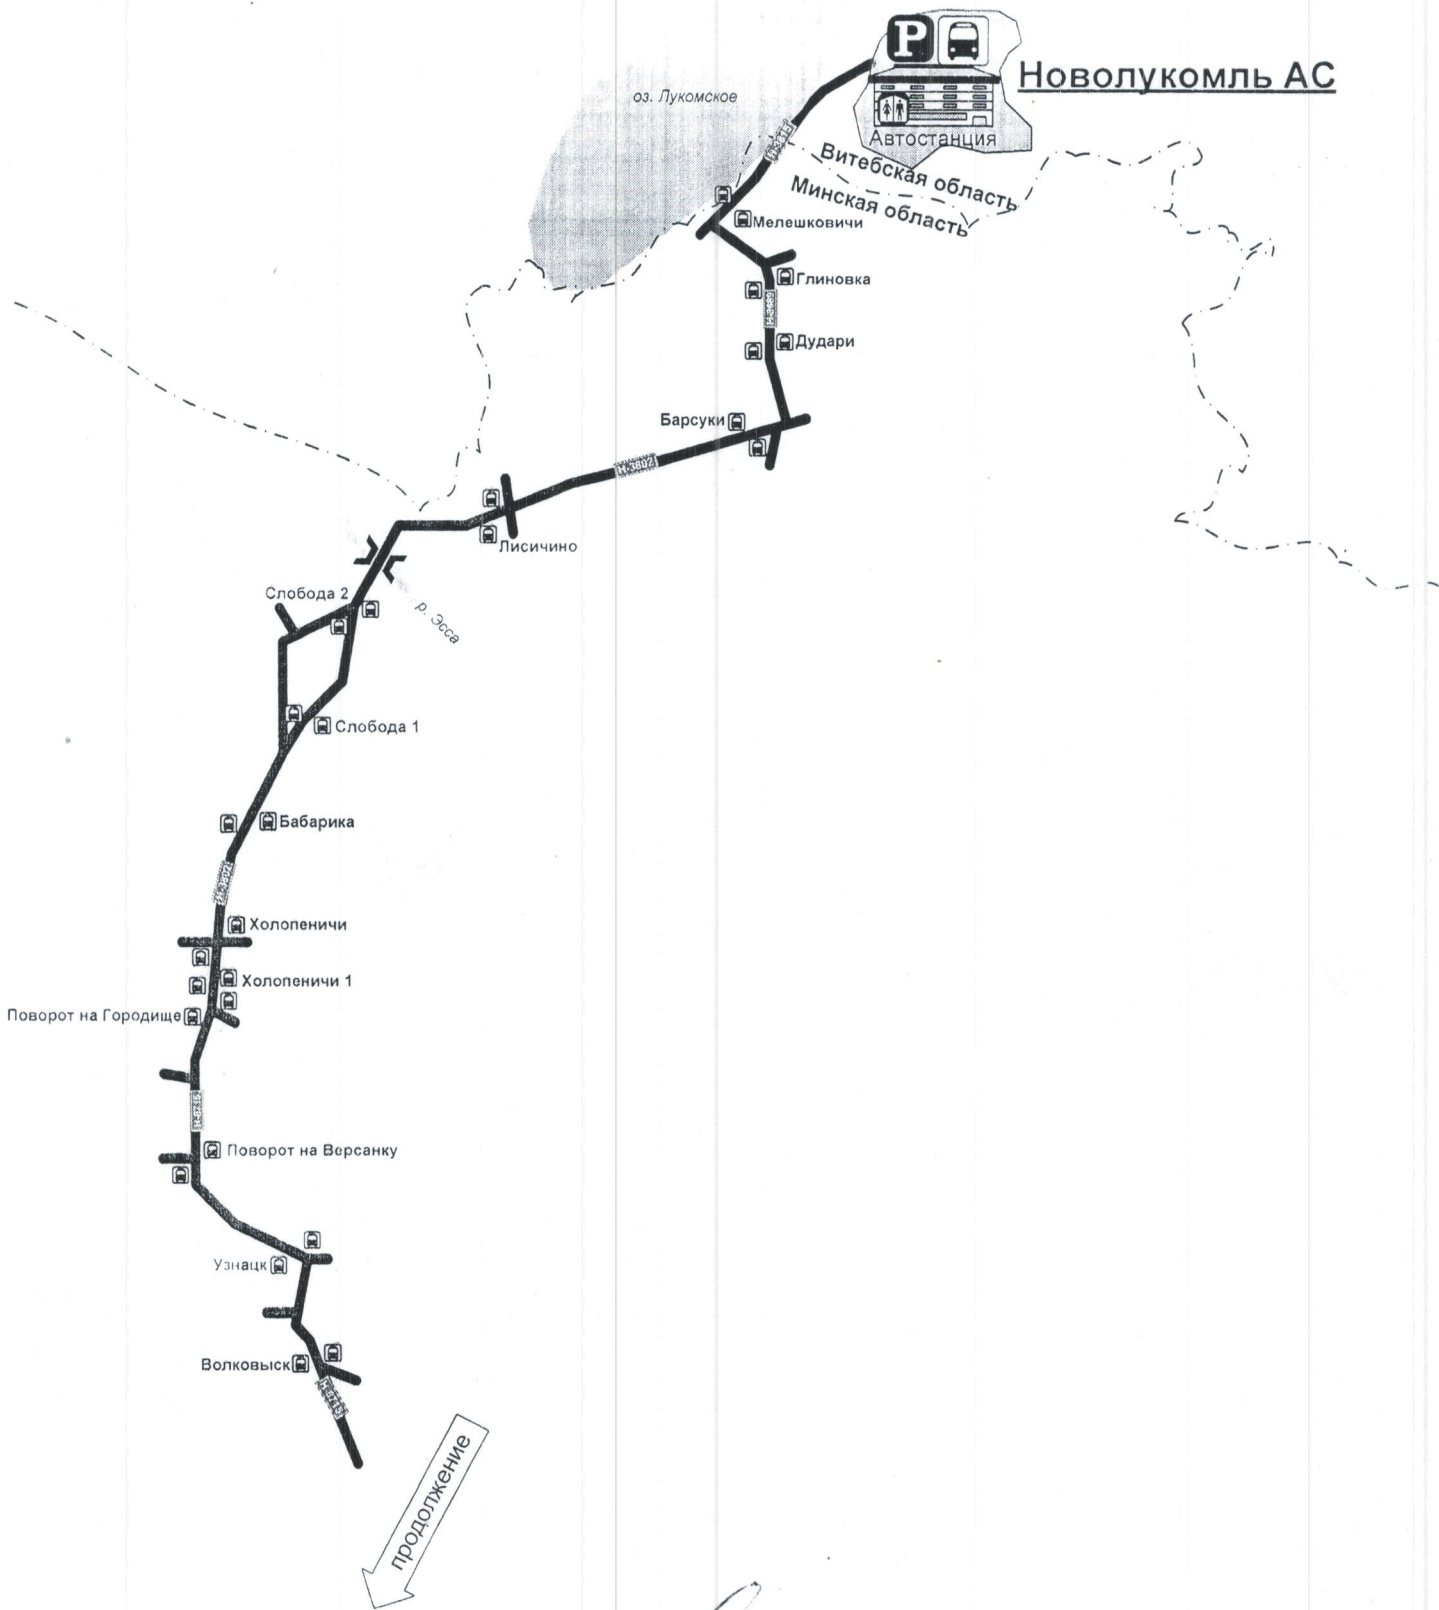 P
Новолукомль АС
оз. Лукомское
Автостанция
Витебская область
Минская область
Мелешковичи
Глиновка
Дудари
Барсуки
Н-3602
Лисичино
Слобода 2
р. Эсса
Слобода 1
Бабарика
Холопеничи
Холопеничи 1
Поворот на Городище
Поворот на Версанку
Узнацк
Волковыск
продолжение